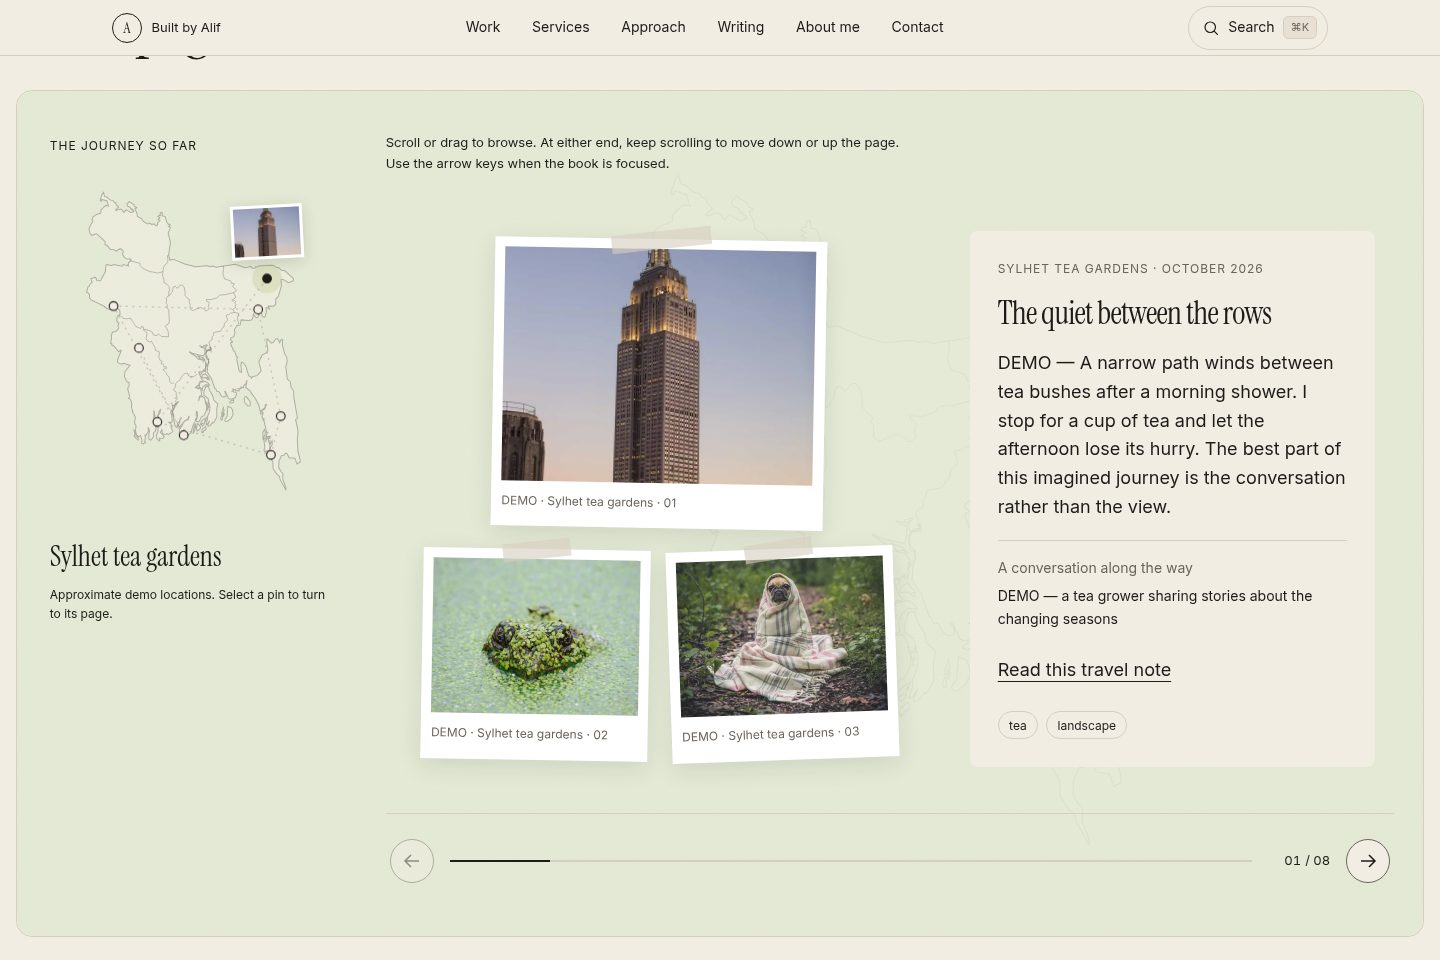 A
Built by Alif
Work
Services
Approach
Writing
About me
Contact
Search
⌘K
THE JOURNEY SO FAR
Sylhet tea gardens
Approximate demo locations. Select a pin to turn
to its page.
Scroll or drag to browse. At either end, keep scrolling to move down or up the page.
Use the arrow keys when the book is focused.
DEMO · Sylhet tea gardens · 01
DEMO · Sylhet tea gardens · 02
DEMO · Sylhet tea gardens · 03
SYLHET TEA GARDENS · OCTOBER 2026
The quiet between the rows
DEMO — A narrow path winds between
tea bushes after a morning shower. I
stop for a cup of tea and let the
afternoon lose its hurry. The best part of
this imagined journey is the conversation
rather than the view.
A conversation along the way
DEMO — a tea grower sharing stories about the
changing seasons
Read this travel note
tea
landscape
01 / 08